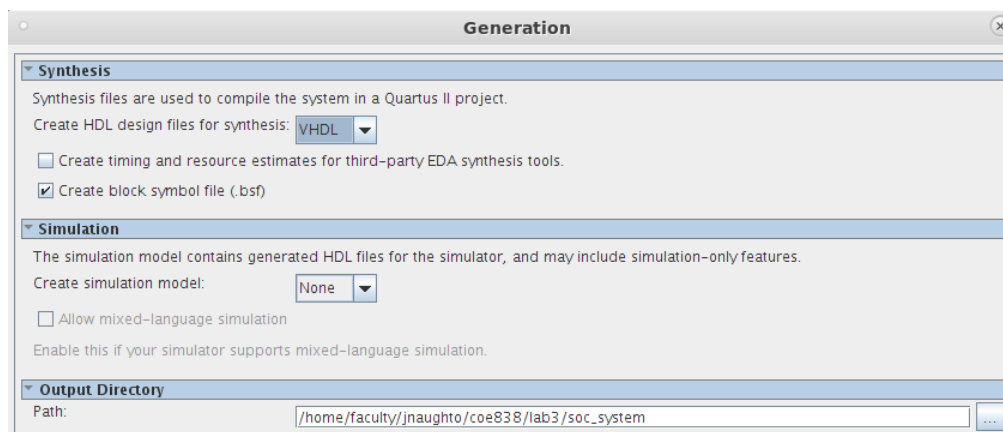 Generation
Synthesis
Synthesis files are used to compile the system in a Quartus II project.
Create HDL design files for synthesis: VHDL
Create timing and resource estimates for third-party EDA synthesis tools.
Create block symbol file (.bsf)
Simulation
The simulation model contains generated HDL files for the simulator, and may include simulation-only features.
Create simulation model: None
Allow mixed-language simulation
Enable this if your simulator supports mixed-language simulation.
Output Directory
Path: /home/faculty/jnaughto/coe838/lab3/soc_system ...